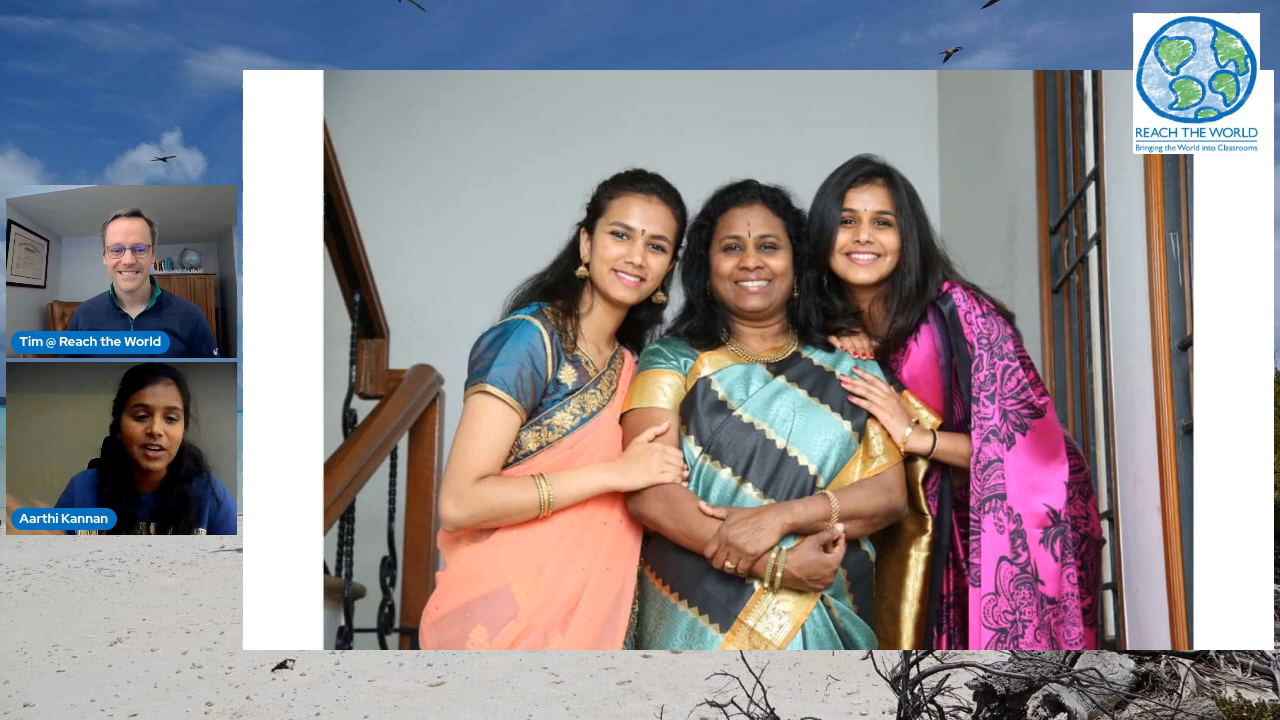 REACH THE WORLD
Bringing the World into Classrooms
Tim @ Reach the World
Aarthi Kannan